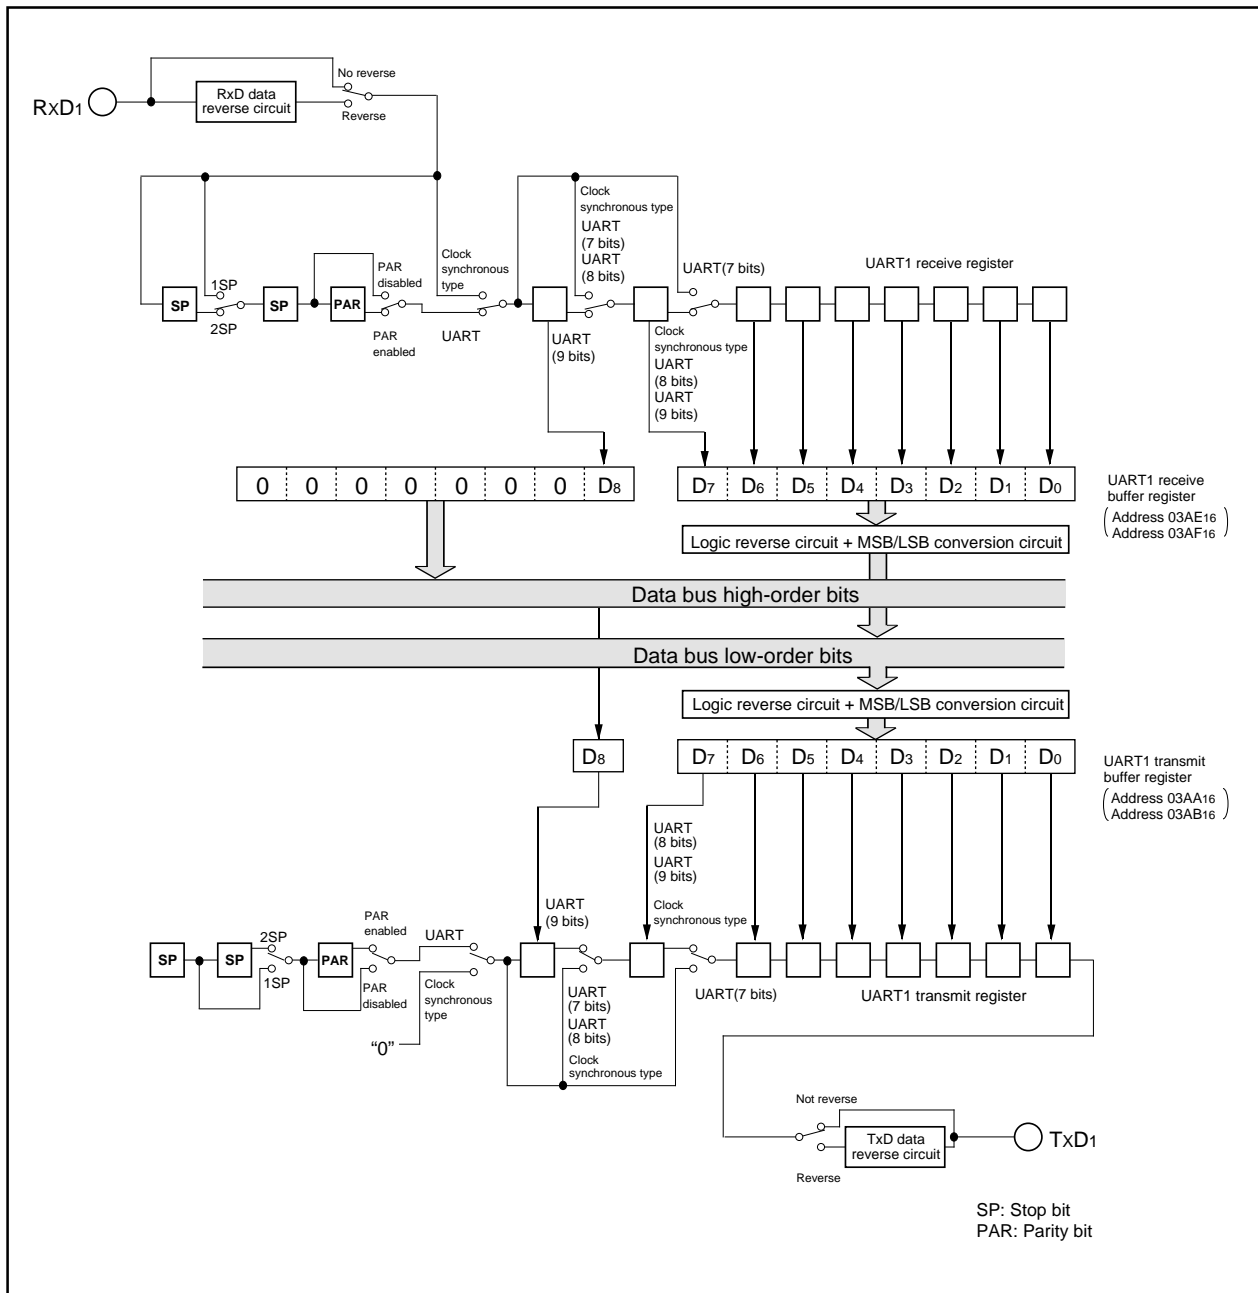 No reverse
RxD data
reverse circuit
RXD1
Reverse
Clock
synchronous type
UART
(7 bits)
UART
(8 bits)
PAR
disabled
Clock
synchronous
type
UART(7 bits)
UART1 receive register
1SP
SP
SP
PAR
2SP
PAR
enabled
UART
UART
(9 bits)
Clock
synchronous type
UART
(8 bits)
UART
(9 bits)
0 0 0 0 0 0 0 D8
D7 D6 D5 D4 D3 D2 D1 D0
UART1 receive
buffer register
Address 03AE16
Address 03AF16
Logic reverse circuit + MSB/LSB conversion circuit
Data bus high-order bits
Data bus low-order bits
Logic reverse circuit + MSB/LSB conversion circuit
D8
D7 D6 D5 D4 D3 D2 D1 D0
UART1 transmit
buffer register
Address 03AA16
Address 03AB16
UART
(8 bits)
UART
(9 bits)
Clock
synchronous type
UART
(9 bits)
PAR
enabled
UART
2SP
SP
SP
PAR
1SP
PAR
disabled
Clock
synchronous
type
“0”
UART
(7 bits)
UART
(8 bits)
Clock
synchronous type
UART(7 bits)
UART1 transmit register
Not reverse
TxD data
reverse circuit
TXD1
Reverse
SP: Stop bit
PAR: Parity bit